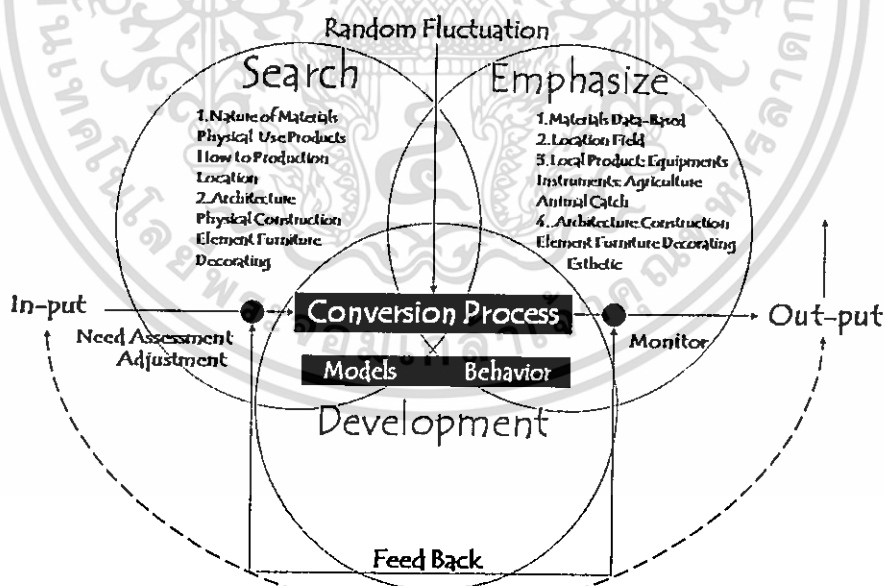 Random Fluctuation
Search
1.Nature of Materials
Physical Use Products
How to Production
Location
2.Architecture
Physical Construction
Element Furniture
Decorating
Emphasize
1.Materials Data-Based
2.Location Field
3.Local Products Equipments
Instruments Agriculture
Animal Catch
4..Architecture Construction
Element Furniture Decorating
Esthetic
In-put
Need Assessment
Adjustment
Conversion Process
Monitor
Out-put
Models Behavior
Development
Feed Back